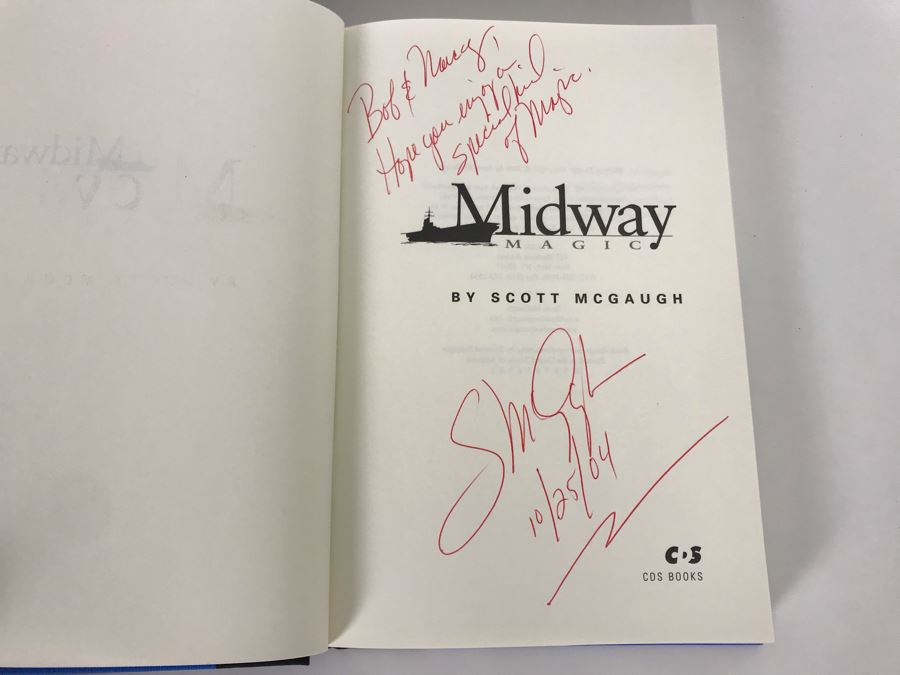 Bob & Nancy,
Hope you enjoy a
special kind
of Magic.
Midway
MAGIC
BY SCOTT MCGAUGH
SMcGgh
10/25/04
CDS
CDS BOOKS